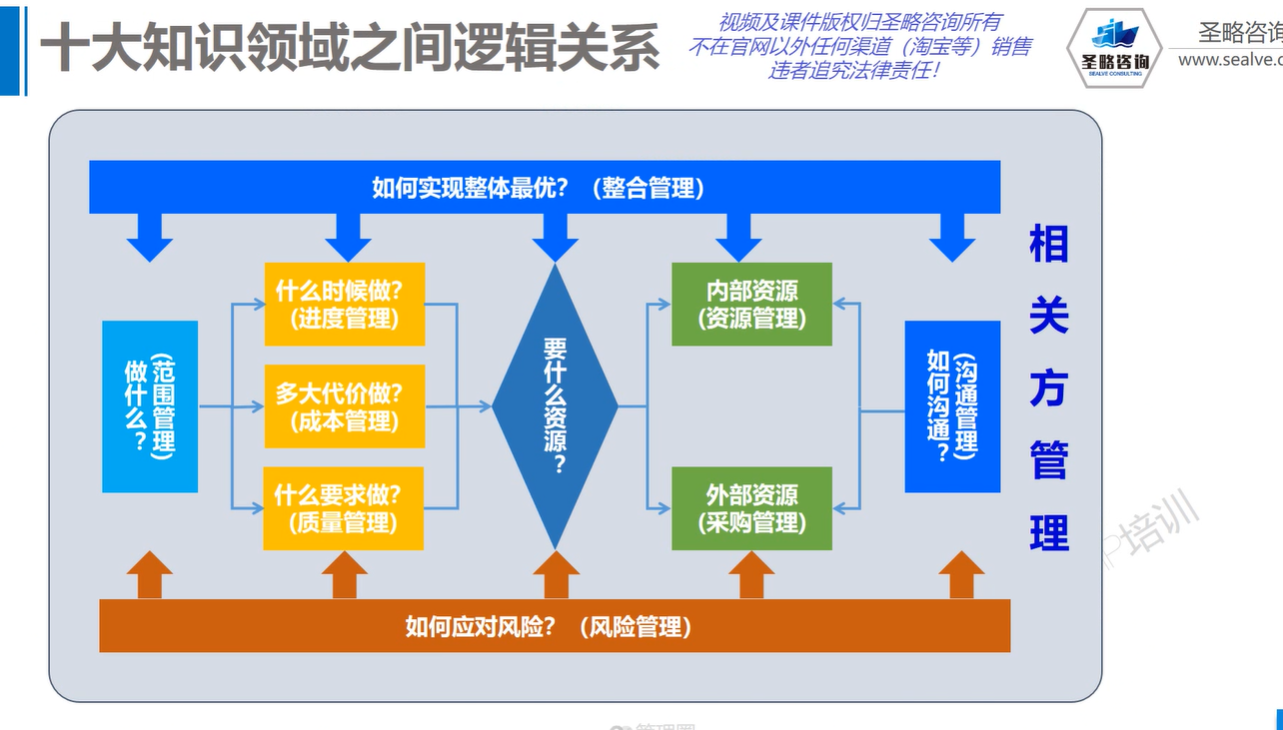 十大知识领域之间逻辑关系
视频及课件版权归圣略咨询所有
不在官网以外任何渠道（淘宝等）销售
违者追究法律责任！
圣略咨询
SEALVE CONSULTING
圣略咨询
www.sealve.c
如何实现整体最优？（整合管理）
做什么？
(范围管理)
什么时候做？
(进度管理)
多大代价做？
(成本管理)
什么要求做？
(质量管理)
要什么资源？
内部资源
(资源管理)
外部资源
(采购管理)
如何沟通？
(沟通管理)
相关方管理
如何应对风险？（风险管理）
P培训